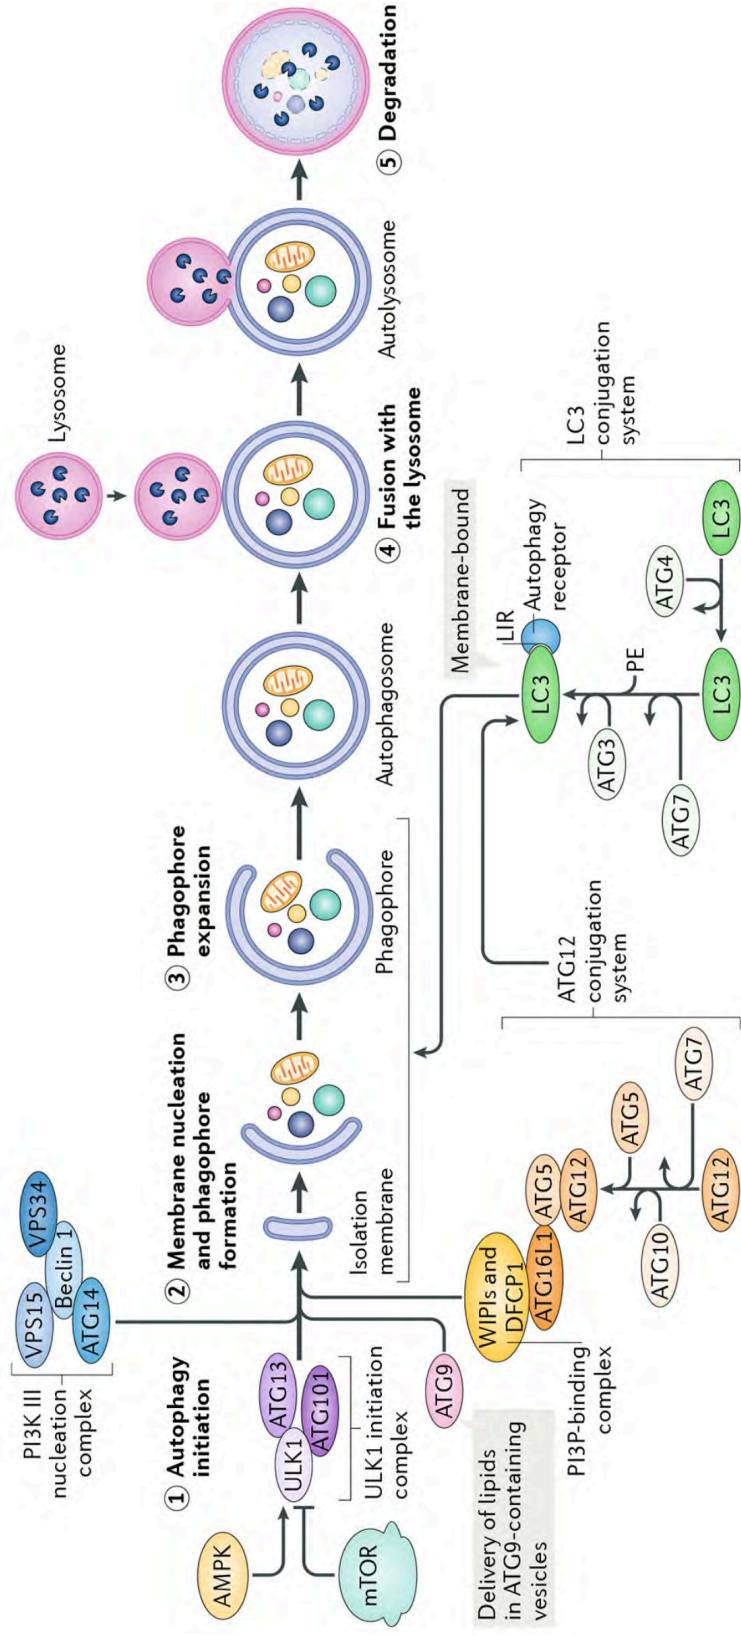 PI3K III
nucleation
complex
VPS15
VPS34
Beclin 1
ATG14
① Autophagy
initiation
AMPK
mTOR
ULK1
ATG13
ATG101
ULK1 initiation
complex
② Membrane nucleation
and phagophore
formation
Isolation
membrane
③ Phagophore
expansion
Phagophore
Autophagosome
Lysosome
④ Fusion with
the lysosome
Autolysosome
⑤ Degradation
Delivery of lipids
in ATG9-containing
vesicles
ATG9
WIPIs and
DFCP1
ATG16L1
ATG5
ATG12
PI3P-binding
complex
ATG5
ATG7
ATG10
ATG12
ATG12
conjugation
system
Membrane-bound
LC3
LIR
Autophagy
receptor
PE
ATG3
ATG7
LC3
ATG4
LC3
LC3
conjugation
system